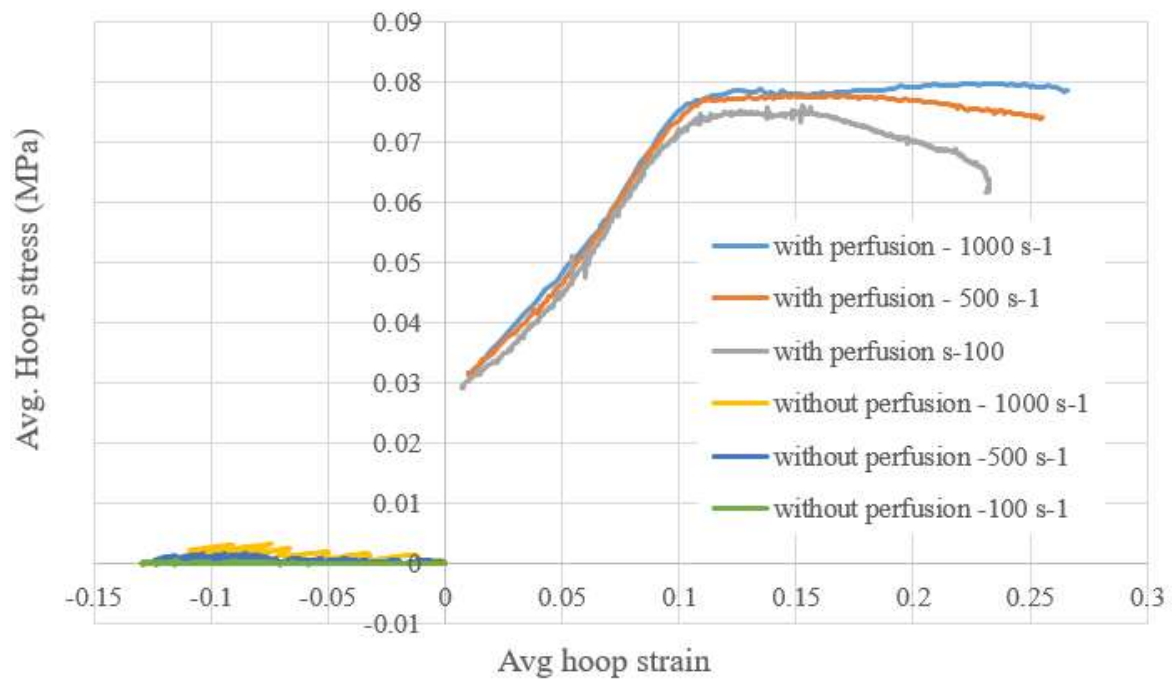 0.09
0.08
0.07
0.06
0.05
0.04
0.03
0.02
0.01
0
-0.01
Avg. Hoop stress (MPa)
with perfusion - 1000 s-1
with perfusion - 500 s-1
with perfusion s-100
without perfusion - 1000 s-1
without perfusion -500 s-1
without perfusion -100 s-1
-0.15 -0.1 -0.05 0 0.05 0.1 0.15 0.2 0.25 0.3
Avg hoop strain